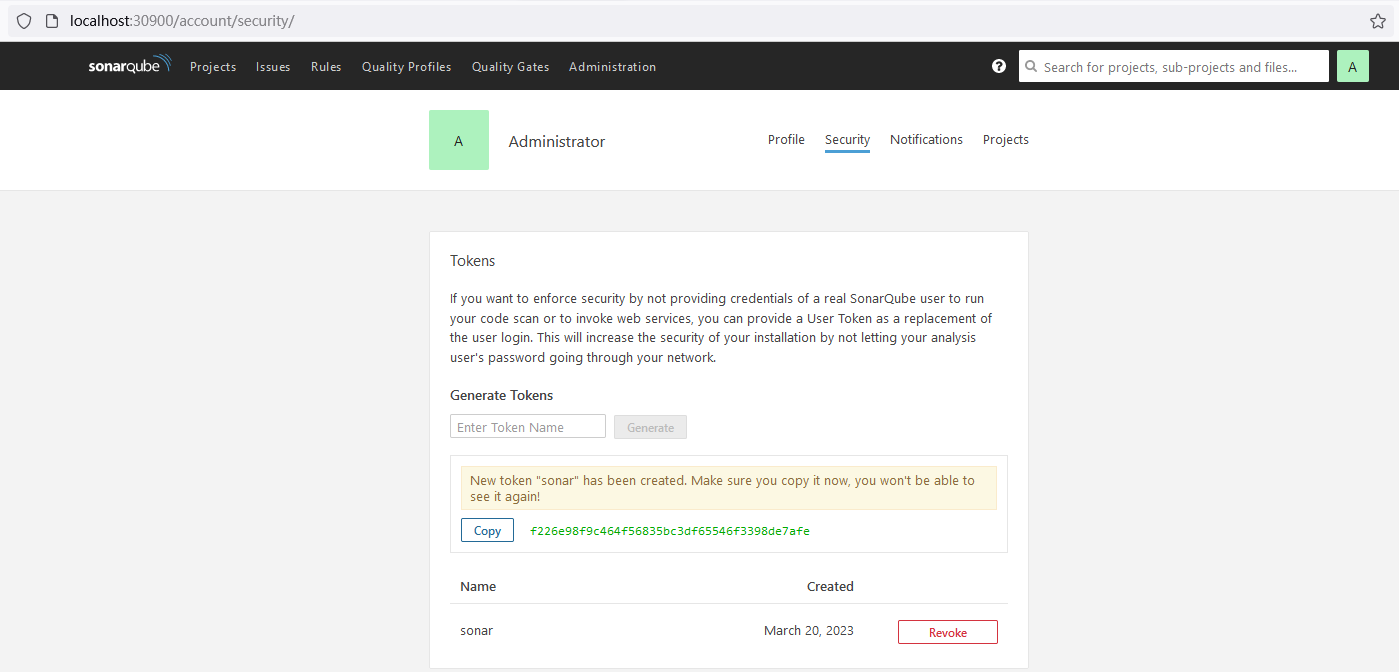 localhost:30900/account/security/
sonarqube Projects Issues Rules Quality Profiles Quality Gates Administration ? Search for projects, sub-projects and files... A
A Administrator Profile Security Notifications Projects
Tokens
If you want to enforce security by not providing credentials of a real SonarQube user to run
your code scan or to invoke web services, you can provide a User Token as a replacement of
the user login. This will increase the security of your installation by not letting your analysis
user's password going through your network.
Generate Tokens
Enter Token Name Generate
New token "sonar" has been created. Make sure you copy it now, you won't be able to
see it again!
Copy f226e98f9c464f56835bc3df65546f3398de7afe
Name Created
sonar March 20, 2023 Revoke